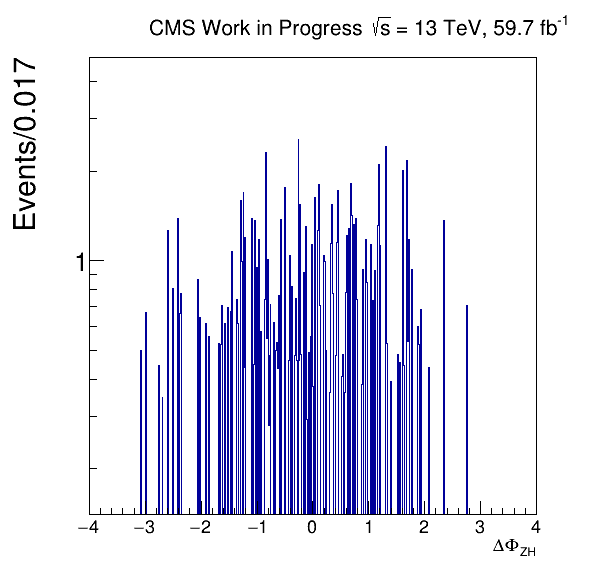 CMS Work in Progress √s = 13 TeV, 59.7 fb⁻¹
Events/0.017
1
−4 −3 −2 −1 0 1 2 3 4
ΔΦ_ZH